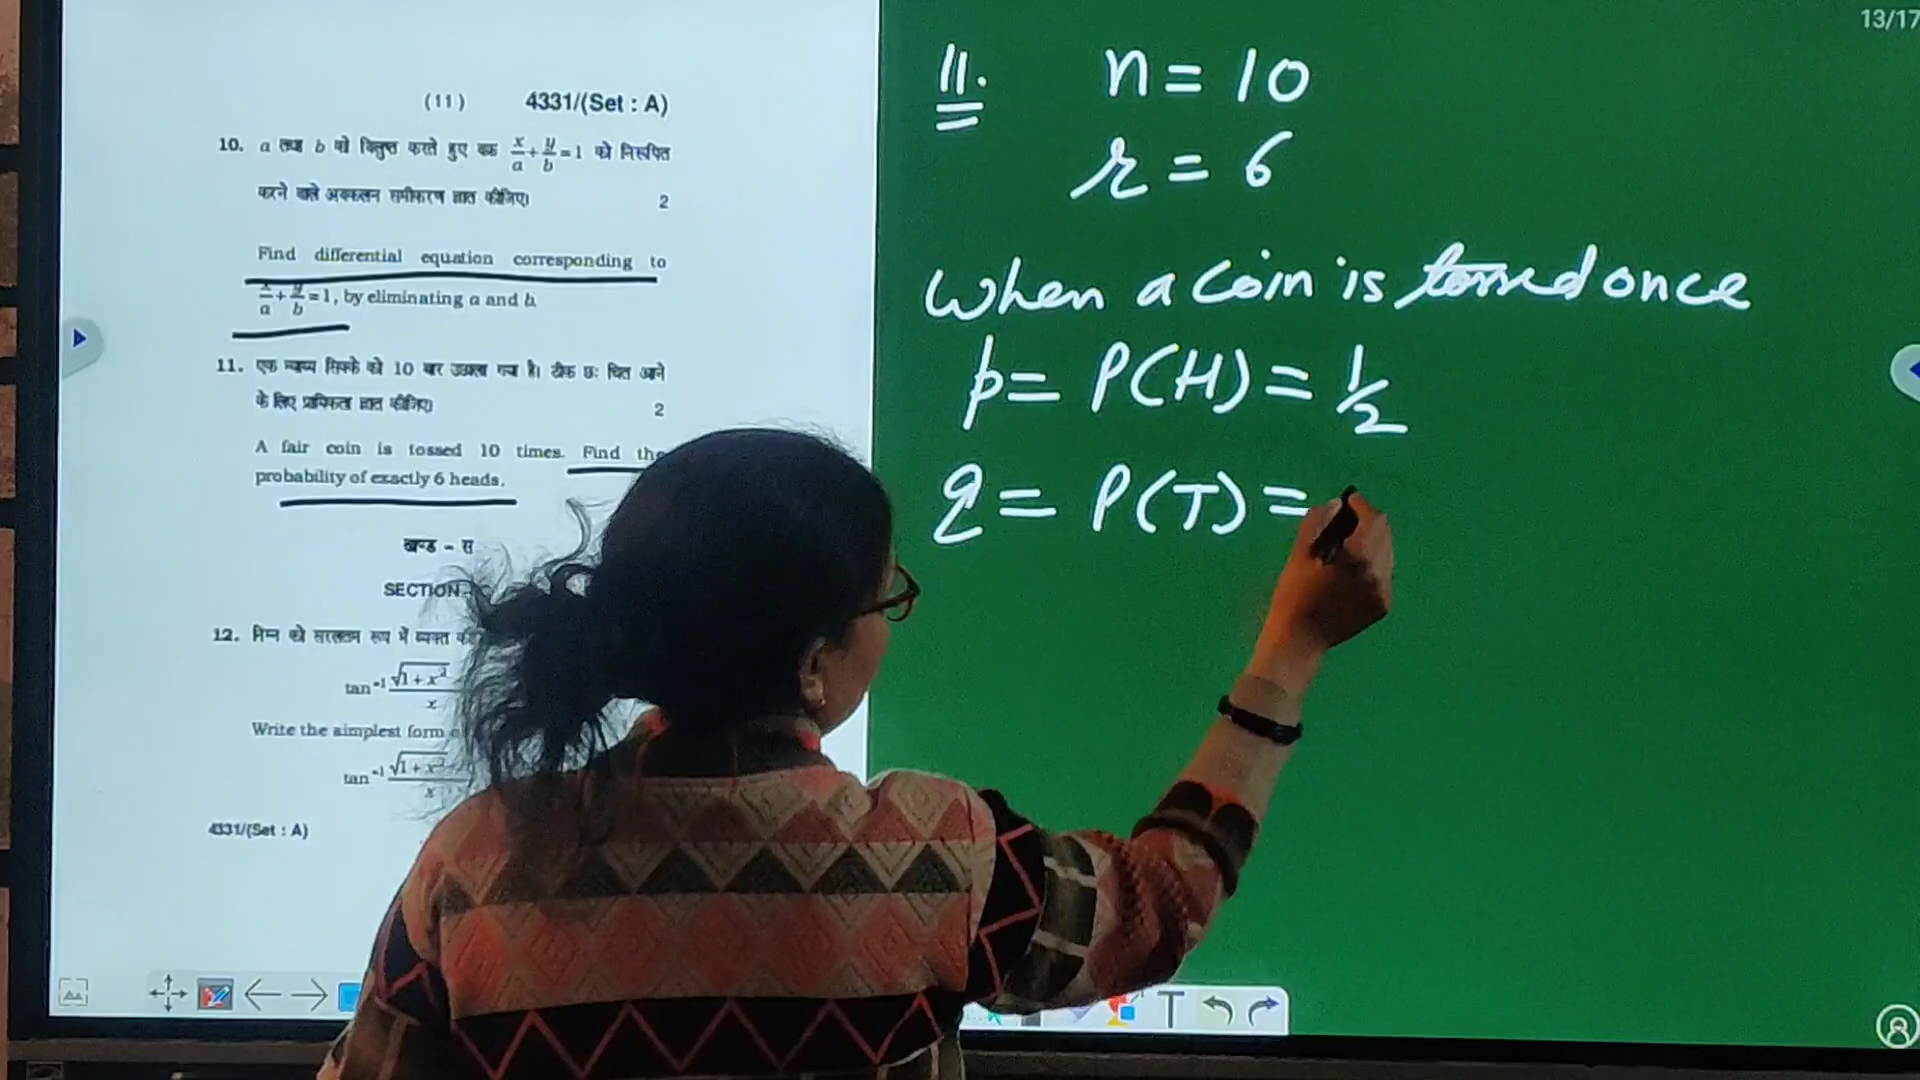 (11) 4331/(Set : A)
10. a तथा b को विलुप्त करते हुए वक्र x/a + y/b = 1 को निरूपित
करने वाले अवकलन समीकरण ज्ञात कीजिए। 2
Find differential equation corresponding to
x/a + y/b = 1, by eliminating a and b.
11. एक न्याय्य सिक्के को 10 बार उछाला गया है। ठीक छः चित आने
के लिए प्रायिकता ज्ञात कीजिए। 2
A fair coin is tossed 10 times. Find the
probability of exactly 6 heads.
खण्ड - स
SECTION -
12. निम्न को सरलतम रूप में व्यक्त
tan⁻¹ √1 + x² / x
Write the simplest form
tan⁻¹ √1 + x² / x
4331/(Set : A)
13/17
11. n = 10
r = 6
When a coin is tossed once
p = P(H) = 1/2
q = P(T) =
T